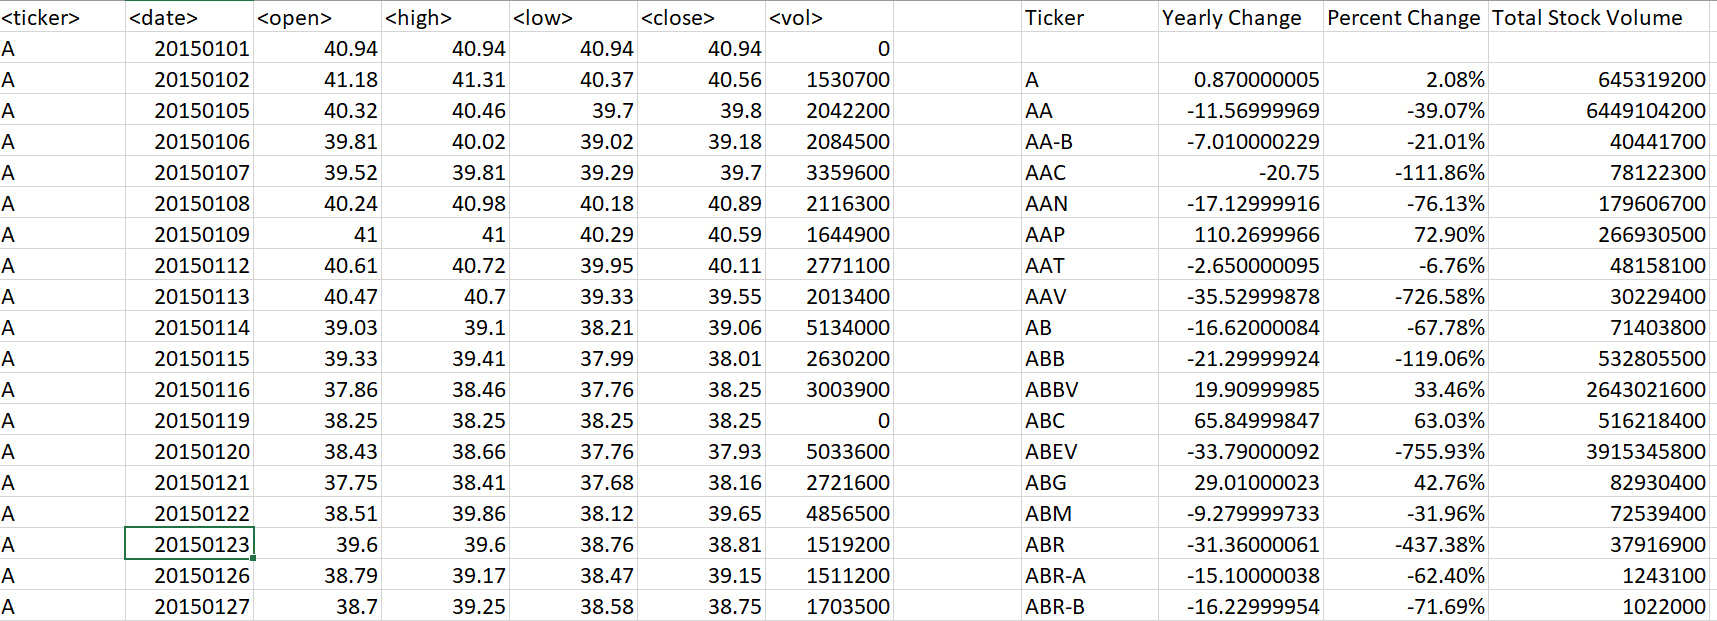 <ticker> <date> <open> <high> <low> <close> <vol> Ticker Yearly Change Percent Change Total Stock Volume
A 20150101 40.94 40.94 40.94 40.94 0
A 20150102 41.18 41.31 40.37 40.56 1530700 A 0.870000005 2.08% 645319200
A 20150105 40.32 40.46 39.7 39.8 2042200 AA -11.56999969 -39.07% 6449104200
A 20150106 39.81 40.02 39.02 39.18 2084500 AA-B -7.010000229 -21.01% 40441700
A 20150107 39.52 39.81 39.29 39.7 3359600 AAC -20.75 -111.86% 78122300
A 20150108 40.24 40.98 40.18 40.89 2116300 AAN -17.12999916 -76.13% 179606700
A 20150109 41 41 40.29 40.59 1644900 AAP 110.2699966 72.90% 266930500
A 20150112 40.61 40.72 39.95 40.11 2771100 AAT -2.650000095 -6.76% 48158100
A 20150113 40.47 40.7 39.33 39.55 2013400 AAV -35.52999878 -726.58% 30229400
A 20150114 39.03 39.1 38.21 39.06 5134000 AB -16.62000084 -67.78% 71403800
A 20150115 39.33 39.41 37.99 38.01 2630200 ABB -21.29999924 -119.06% 532805500
A 20150116 37.86 38.46 37.76 38.25 3003900 ABBV 19.90999985 33.46% 2643021600
A 20150119 38.25 38.25 38.25 38.25 0 ABC 65.84999847 63.03% 516218400
A 20150120 38.43 38.66 37.76 37.93 5033600 ABEV -33.79000092 -755.93% 3915345800
A 20150121 37.75 38.41 37.68 38.16 2721600 ABG 29.01000023 42.76% 82930400
A 20150122 38.51 39.86 38.12 39.65 4856500 ABM -9.279999733 -31.96% 72539400
A 20150123 39.6 39.6 38.76 38.81 1519200 ABR -31.36000061 -437.38% 37916900
A 20150126 38.79 39.17 38.47 39.15 1511200 ABR-A -15.10000038 -62.40% 1243100
A 20150127 38.7 39.25 38.58 38.75 1703500 ABR-B -16.22999954 -71.69% 1022000